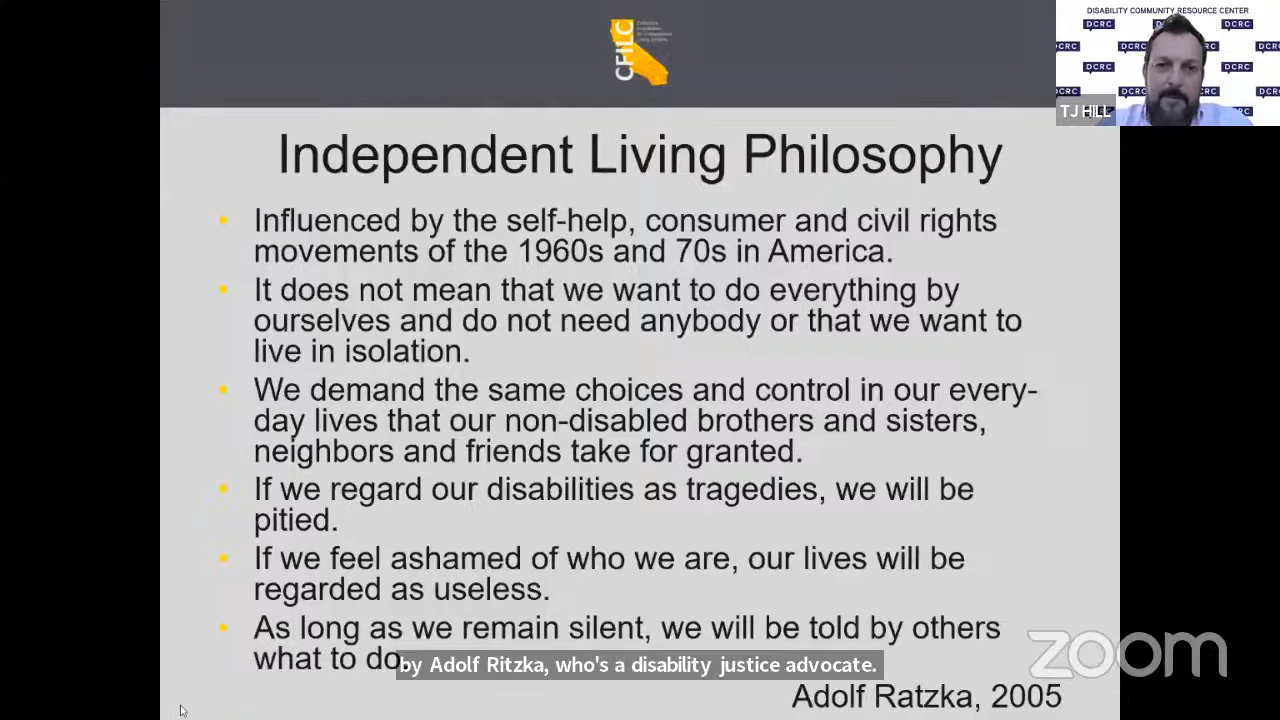 CFILC
DISABILITY COMMUNITY RESOURCE CENTER
DCRC
DCRC
DCRC
DCRC
DCRC
DCRC
TJ HILL
Independent Living Philosophy
• Influenced by the self-help, consumer and civil rights
movements of the 1960s and 70s in America.
• It does not mean that we want to do everything by
ourselves and do not need anybody or that we want to
live in isolation.
• We demand the same choices and control in our every-
day lives that our non-disabled brothers and sisters,
neighbors and friends take for granted.
• If we regard our disabilities as tragedies, we will be
pitied.
• If we feel ashamed of who we are, our lives will be
regarded as useless.
• As long as we remain silent, we will be told by others
what to do.
by Adolf Ritzka, who's a disability justice advocate.
zoom
Adolf Ratzka, 2005